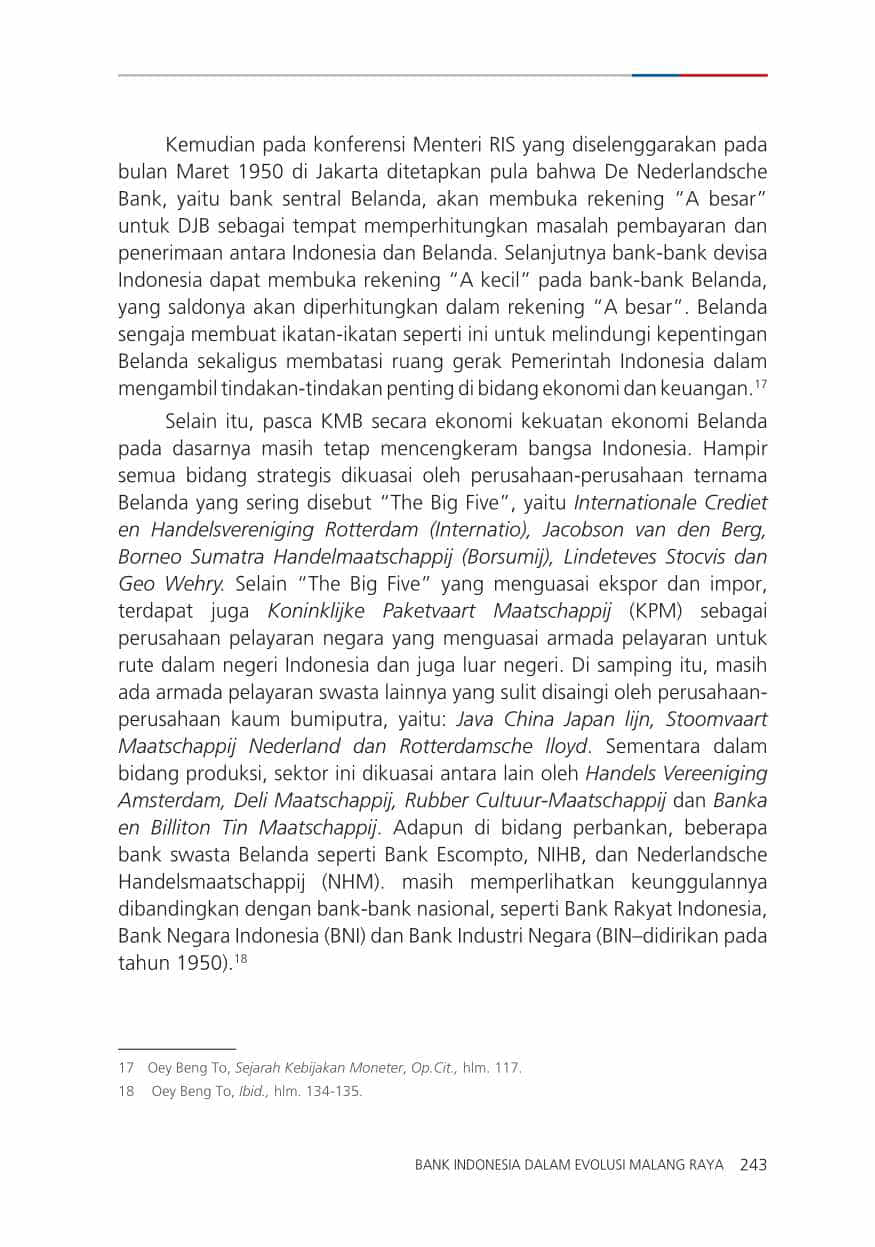 Kemudian pada konferensi Menteri RIS yang diselenggarakan pada
bulan Maret 1950 di Jakarta ditetapkan pula bahwa De Nederlandsche
Bank, yaitu bank sentral Belanda, akan membuka rekening “A besar”
untuk DJB sebagai tempat memperhitungkan masalah pembayaran dan
penerimaan antara Indonesia dan Belanda. Selanjutnya bank-bank devisa
Indonesia dapat membuka rekening “A kecil” pada bank-bank Belanda,
yang saldonya akan diperhitungkan dalam rekening “A besar”. Belanda
sengaja membuat ikatan-ikatan seperti ini untuk melindungi kepentingan
Belanda sekaligus membatasi ruang gerak Pemerintah Indonesia dalam
mengambil tindakan-tindakan penting di bidang ekonomi dan keuangan.17
Selain itu, pasca KMB secara ekonomi kekuatan ekonomi Belanda
pada dasarnya masih tetap mencengkeram bangsa Indonesia. Hampir
semua bidang strategis dikuasai oleh perusahaan-perusahaan ternama
Belanda yang sering disebut “The Big Five”, yaitu Internationale Crediet
en Handelsvereniging Rotterdam (Internatio), Jacobson van den Berg,
Borneo Sumatra Handelmaatschappij (Borsumij), Lindeteves Stocvis dan
Geo Wehry. Selain “The Big Five” yang menguasai ekspor dan impor,
terdapat juga Koninklijke Paketvaart Maatschappij (KPM) sebagai
perusahaan pelayaran negara yang menguasai armada pelayaran untuk
rute dalam negeri Indonesia dan juga luar negeri. Di samping itu, masih
ada armada pelayaran swasta lainnya yang sulit disaingi oleh perusahaan-
perusahaan kaum bumiputra, yaitu: Java China Japan lijn, Stoomvaart
Maatschappij Nederland dan Rotterdamsche lloyd. Sementara dalam
bidang produksi, sektor ini dikuasai antara lain oleh Handels Vereeniging
Amsterdam, Deli Maatschappij, Rubber Cultuur-Maatschappij dan Banka
en Billiton Tin Maatschappij. Adapun di bidang perbankan, beberapa
bank swasta Belanda seperti Bank Escompto, NIHB, dan Nederlandsche
Handelsmaatschappij (NHM). masih memperlihatkan keunggulannya
dibandingkan dengan bank-bank nasional, seperti Bank Rakyat Indonesia,
Bank Negara Indonesia (BNI) dan Bank Industri Negara (BIN–didirikan pada
tahun 1950).18
17 Oey Beng To, Sejarah Kebijakan Moneter, Op.Cit., hlm. 117.
18 Oey Beng To, Ibid., hlm. 134-135.
BANK INDONESIA DALAM EVOLUSI MALANG RAYA 243